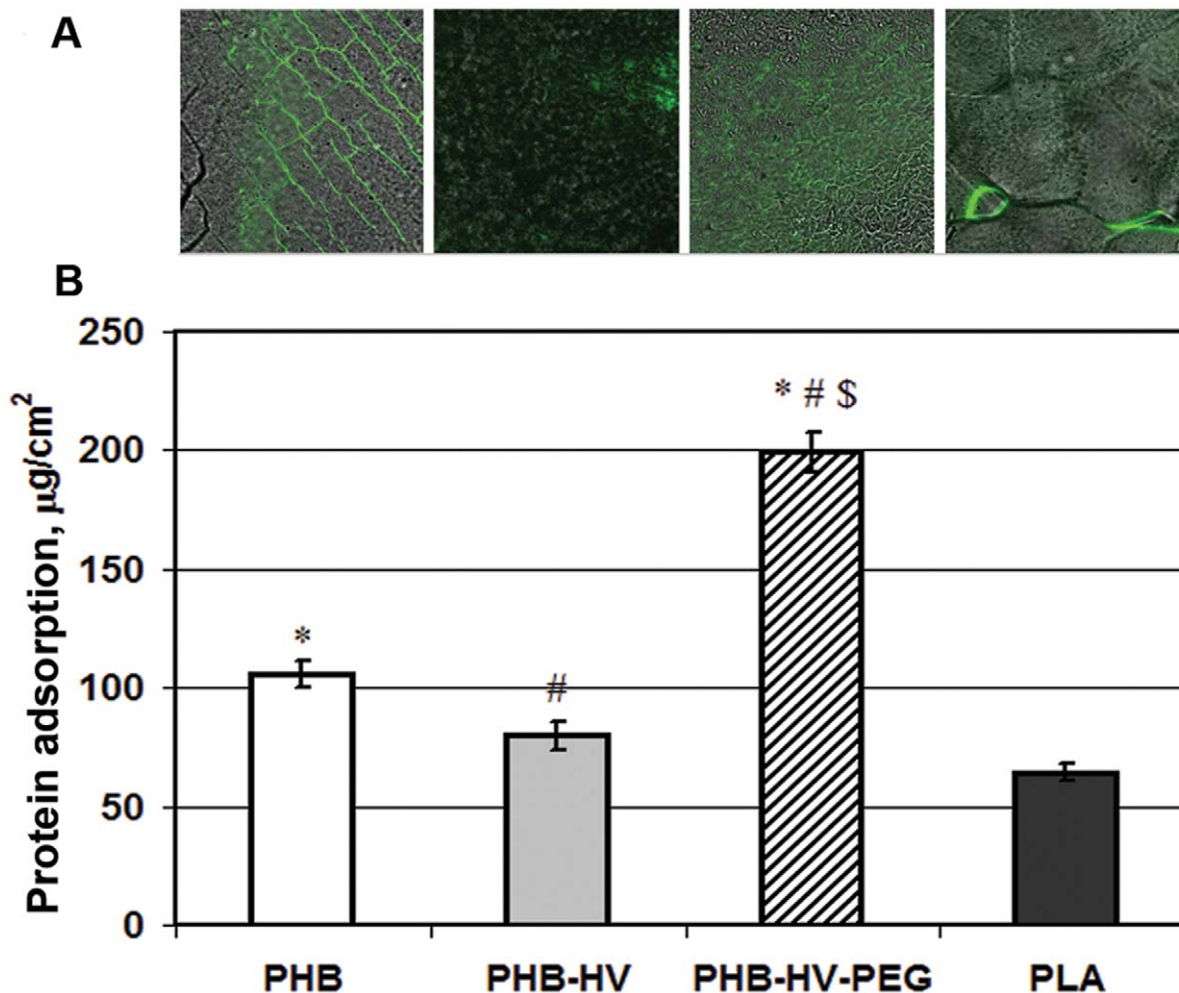 A
B
Protein adsorption, µg/cm²
250
200
150
100
50
0
*
#
* # $
PHB
PHB-HV
PHB-HV-PEG
PLA